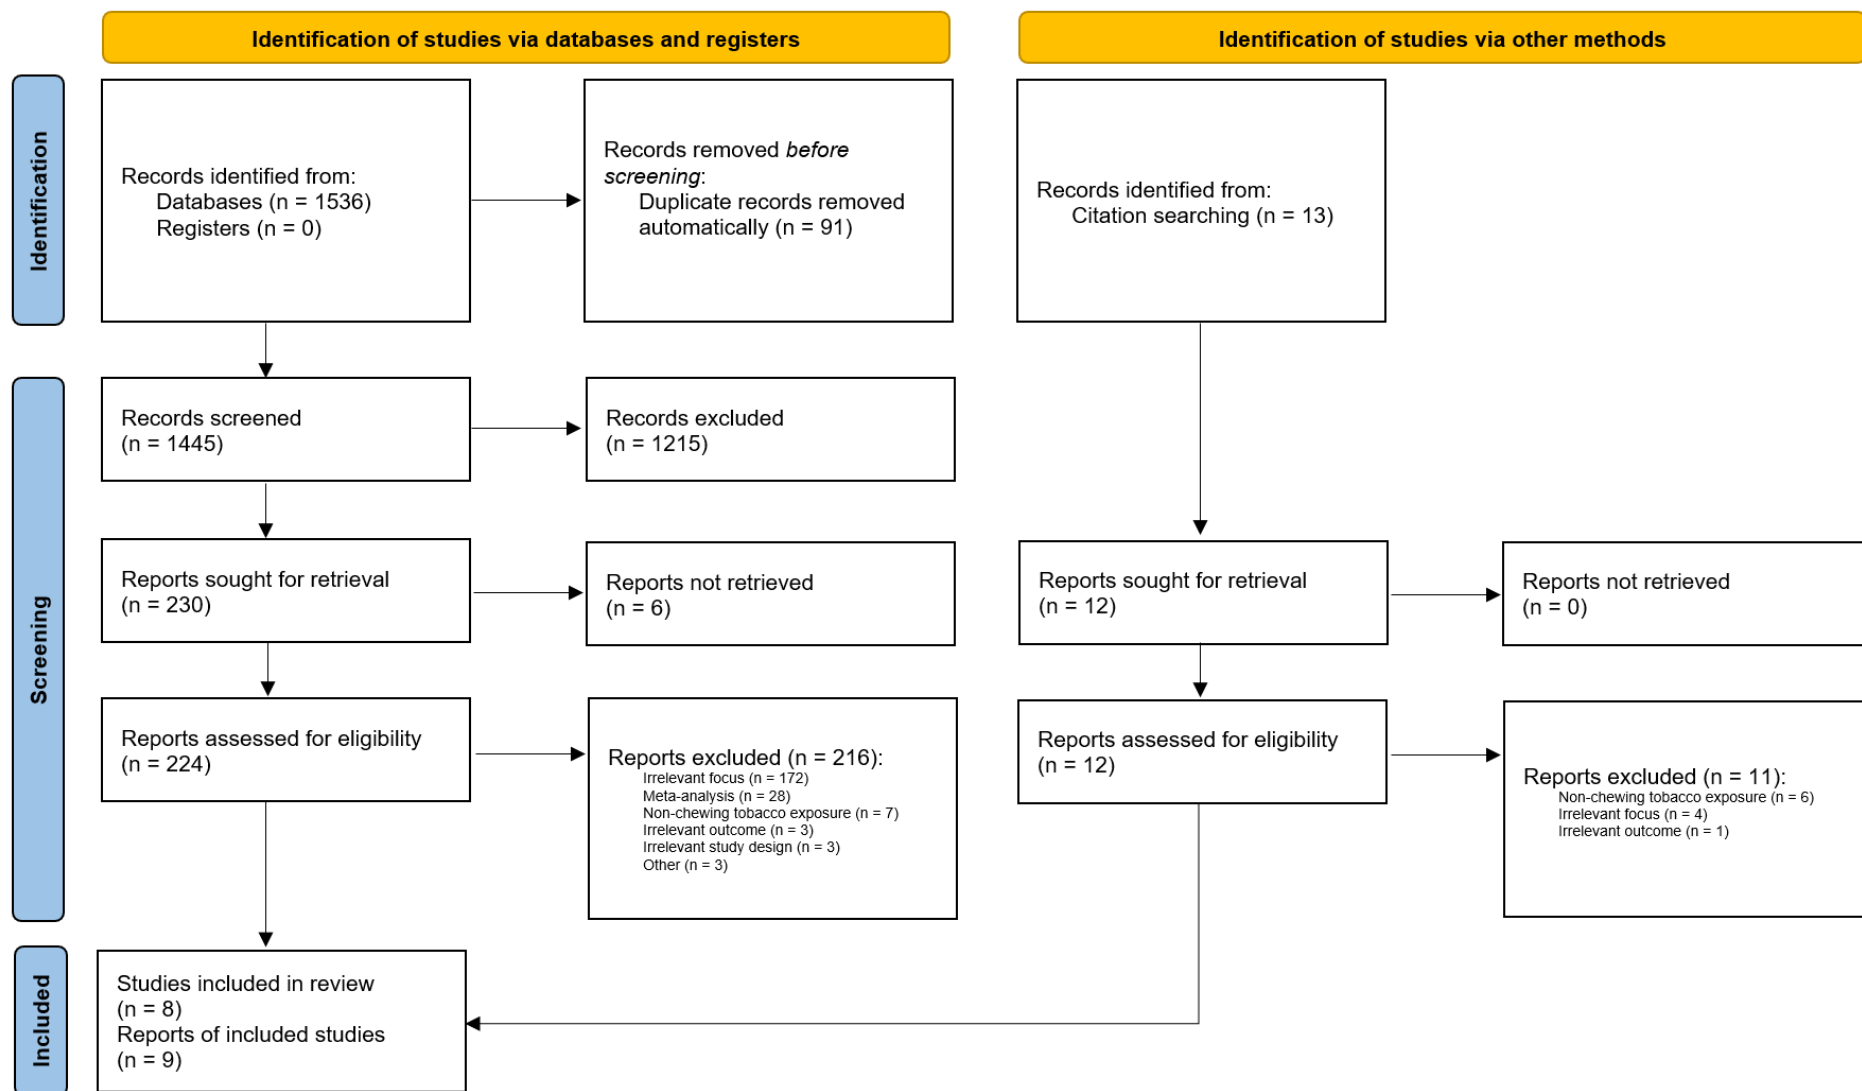 Identification of studies via databases and registers
Identification of studies via other methods
Identification
Records identified from:
Databases (n = 1536)
Registers (n = 0)
Records removed before
screening:
Duplicate records removed
automatically (n = 91)
Records identified from:
Citation searching (n = 13)
Screening
Records screened
(n = 1445)
Records excluded
(n = 1215)
Reports sought for retrieval
(n = 230)
Reports not retrieved
(n = 6)
Reports sought for retrieval
(n = 12)
Reports not retrieved
(n = 0)
Reports assessed for eligibility
(n = 224)
Reports excluded (n = 216):
Irrelevant focus (n = 172)
Meta-analysis (n = 28)
Non-chewing tobacco exposure (n = 7)
Irrelevant outcome (n = 3)
Irrelevant study design (n = 3)
Other (n = 3)
Reports assessed for eligibility
(n = 12)
Reports excluded (n = 11):
Non-chewing tobacco exposure (n = 6)
Irrelevant focus (n = 4)
Irrelevant outcome (n = 1)
Included
Studies included in review
(n = 8)
Reports of included studies
(n = 9)